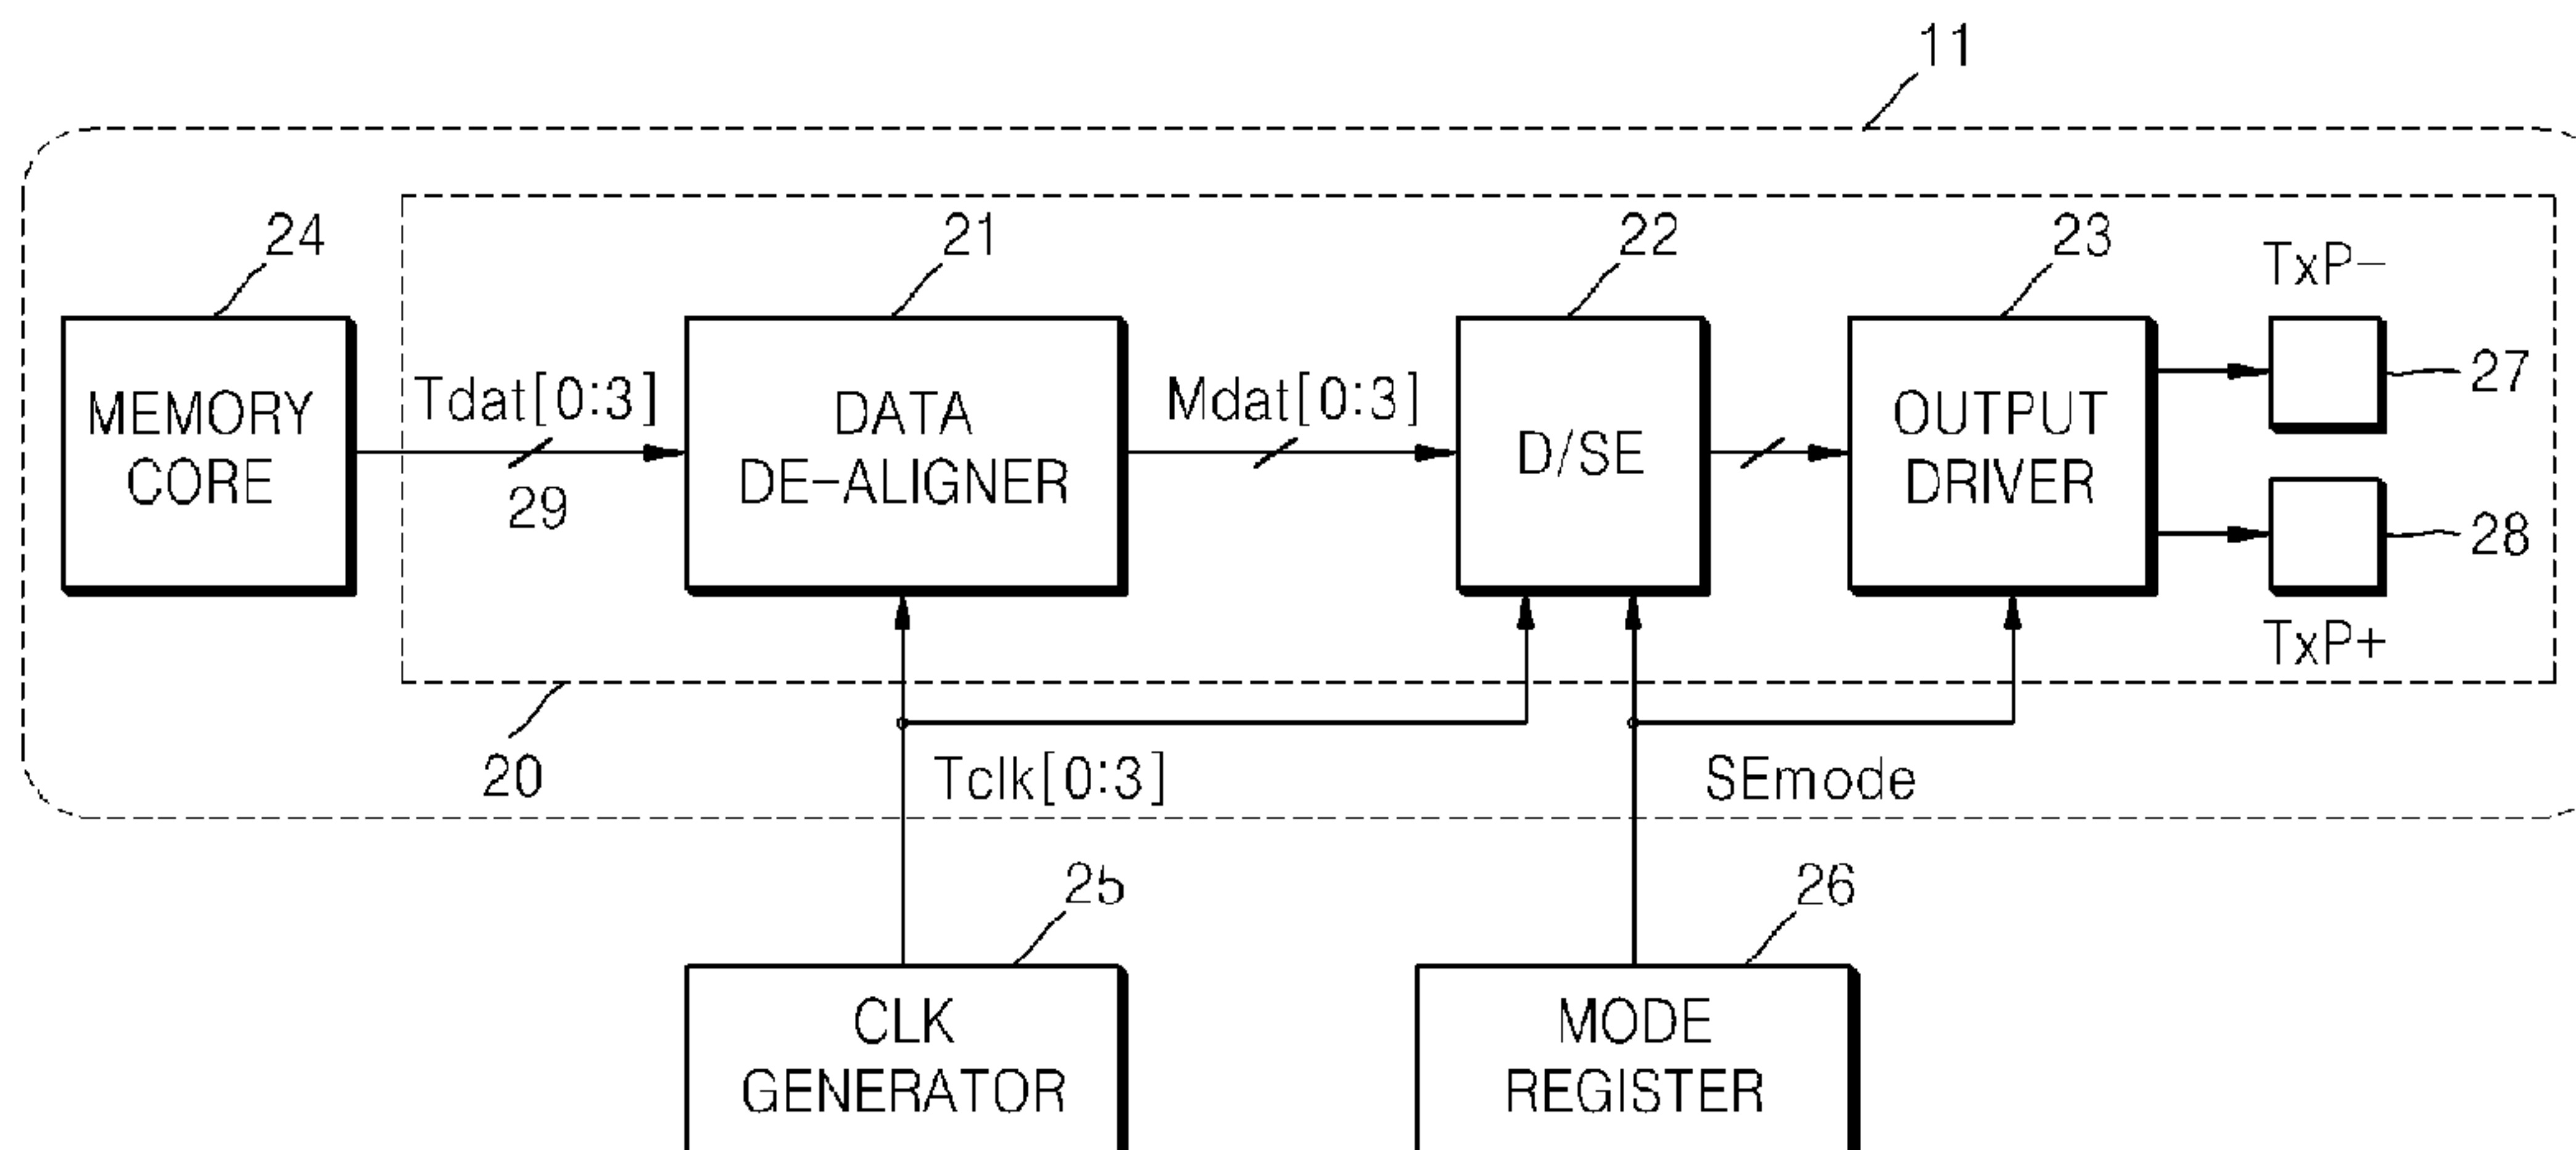 11
24
21
22
23
TxP-
MEMORY
CORE
Tdat[0:3]
29
DATA
DE-ALIGNER
Mdat[0:3]
D/SE
OUTPUT
DRIVER
27
28
TxP+
20
Tclk[0:3]
SEmode
25
26
CLK
GENERATOR
MODE
REGISTER